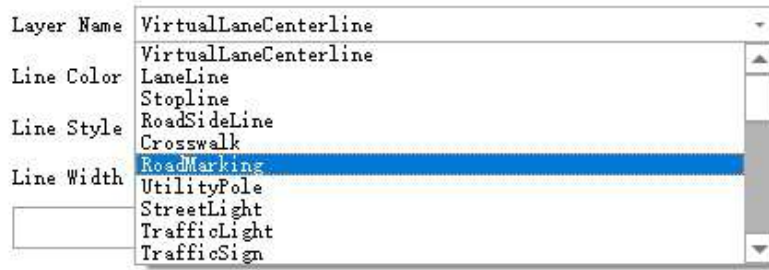 Layer Name VirtualLaneCenterline
VirtualLaneCenterline
Line Color LaneLine
Stopline
Line Style RoadSideLine
Crosswalk
RoadMarking
Line Width UtilityPole
StreetLight
TrafficLight
TrafficSign